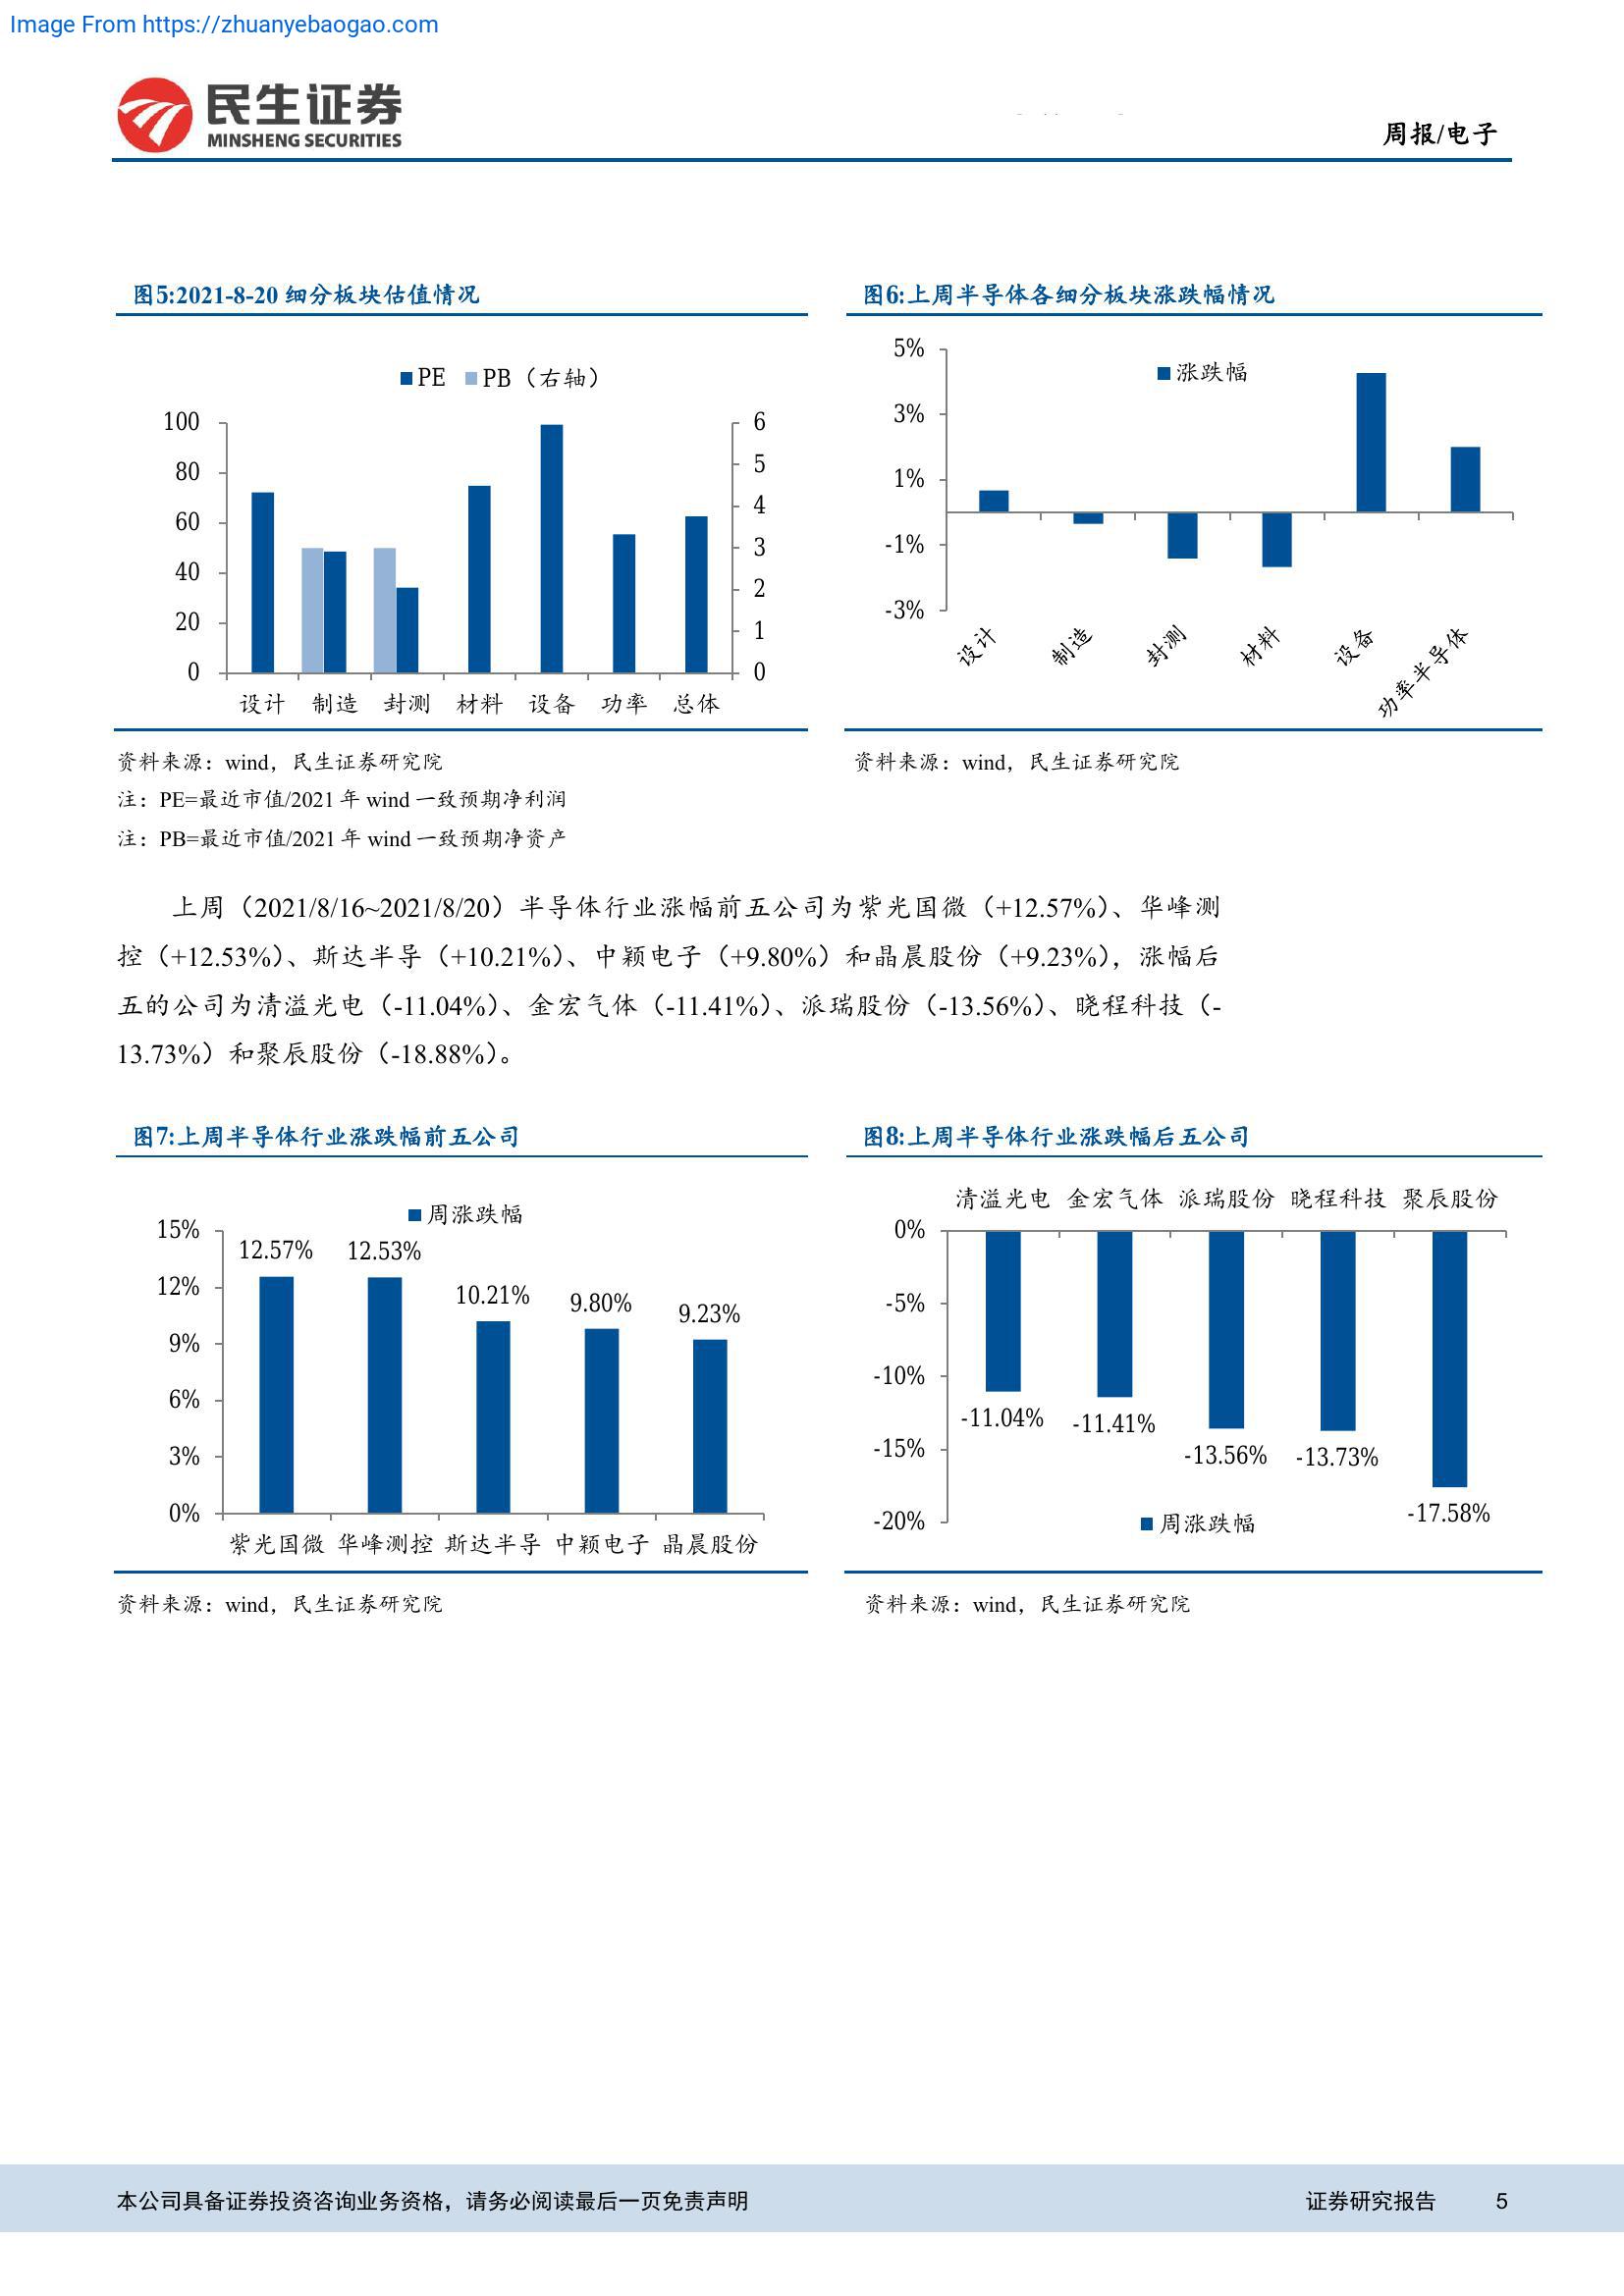 Image From https://zhuanyebaogao.com
民生证券
MINSHENG SECURITIES
周报/电子
图5:2021-8-20 细分板块估值情况
PE PB（右轴）
100
80
60
40
20
0
6
5
4
3
2
1
0
设计 制造 封测 材料 设备 功率 总体
资料来源：wind，民生证券研究院
注：PE=最近市值/2021 年 wind 一致预期净利润
注：PB=最近市值/2021 年 wind 一致预期净资产
图6:上周半导体各细分板块涨跌幅情况
涨跌幅
5%
3%
1%
-1%
-3%
设计 制造 封测 材料 设备 功率半导体
资料来源：wind，民生证券研究院
上周（2021/8/16~2021/8/20）半导体行业涨幅前五公司为紫光国微（+12.57%）、华峰测
控（+12.53%）、斯达半导（+10.21%）、中颖电子（+9.80%）和晶晨股份（+9.23%），涨幅后
五的公司为清溢光电（-11.04%）、金宏气体（-11.41%）、派瑞股份（-13.56%）、晓程科技（-
13.73%）和聚辰股份（-18.88%）。
图7:上周半导体行业涨跌幅前五公司
周涨跌幅
15%
12%
9%
6%
3%
0%
12.57% 12.53% 10.21% 9.80% 9.23%
紫光国微 华峰测控 斯达半导 中颖电子 晶晨股份
资料来源：wind，民生证券研究院
图8:上周半导体行业涨跌幅后五公司
清溢光电 金宏气体 派瑞股份 晓程科技 聚辰股份
0%
-5%
-10%
-15%
-20%
-11.04% -11.41% -13.56% -13.73% -17.58%
周涨跌幅
资料来源：wind，民生证券研究院
本公司具备证券投资咨询业务资格，请务必阅读最后一页免责声明 证券研究报告 5